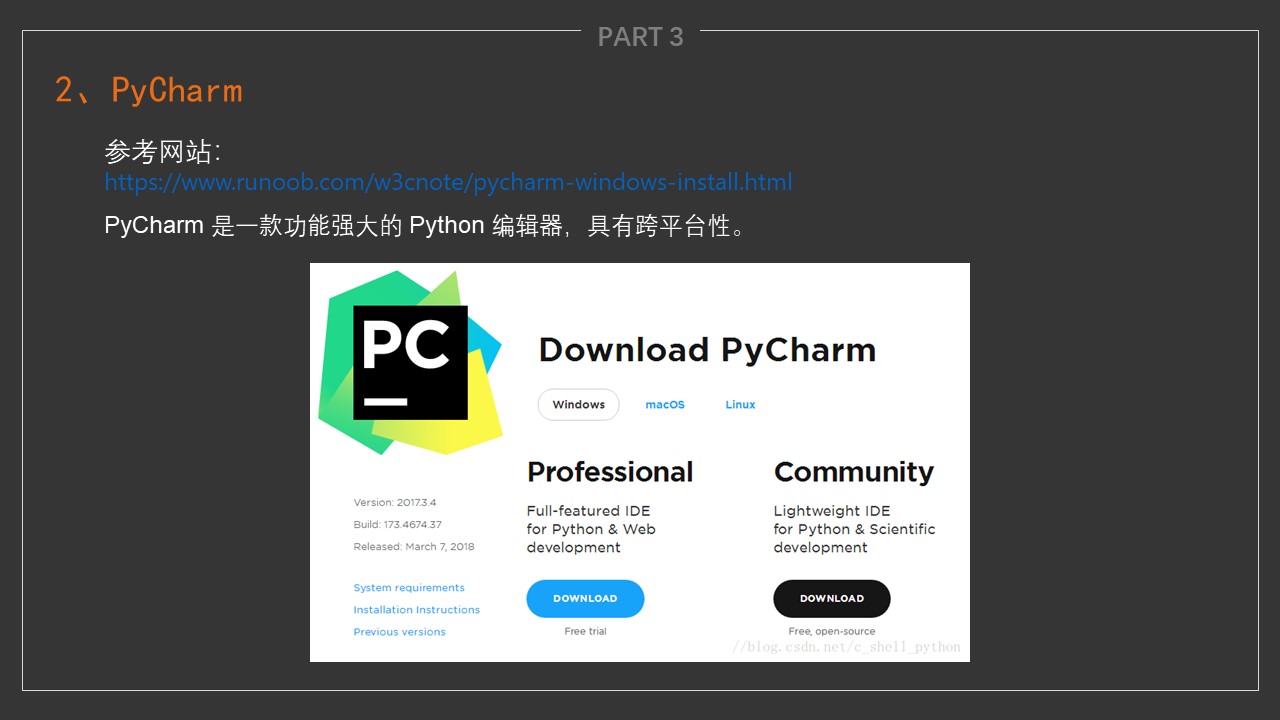 PART 3
2、PyCharm
参考网站：
https://www.runoob.com/w3cnote/pycharm-windows-install.html
PyCharm 是一款功能强大的 Python 编辑器，具有跨平台性。
PC
Download PyCharm
Windows macOS Linux
Version: 2017.3.4
Build: 173.4674.37
Released: March 7, 2018
System requirements
Installation Instructions
Previous versions
Professional
Full-featured IDE
for Python & Web
development
DOWNLOAD
Free trial
Community
Lightweight IDE
for Python & Scientific
development
DOWNLOAD
Free, open-source
//blog.csdn.net/c_shell_python